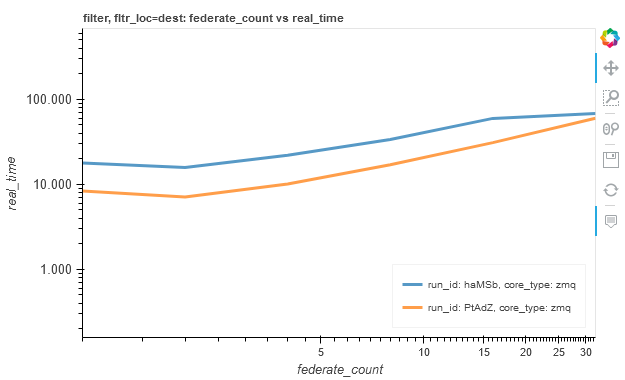 filter, fltr_loc=dest: federate_count vs real_time
100.000
10.000
1.000
real_time
run_id: haMSb, core_type: zmq
run_id: PtAdZ, core_type: zmq
5
10
15
20
25
30
federate_count